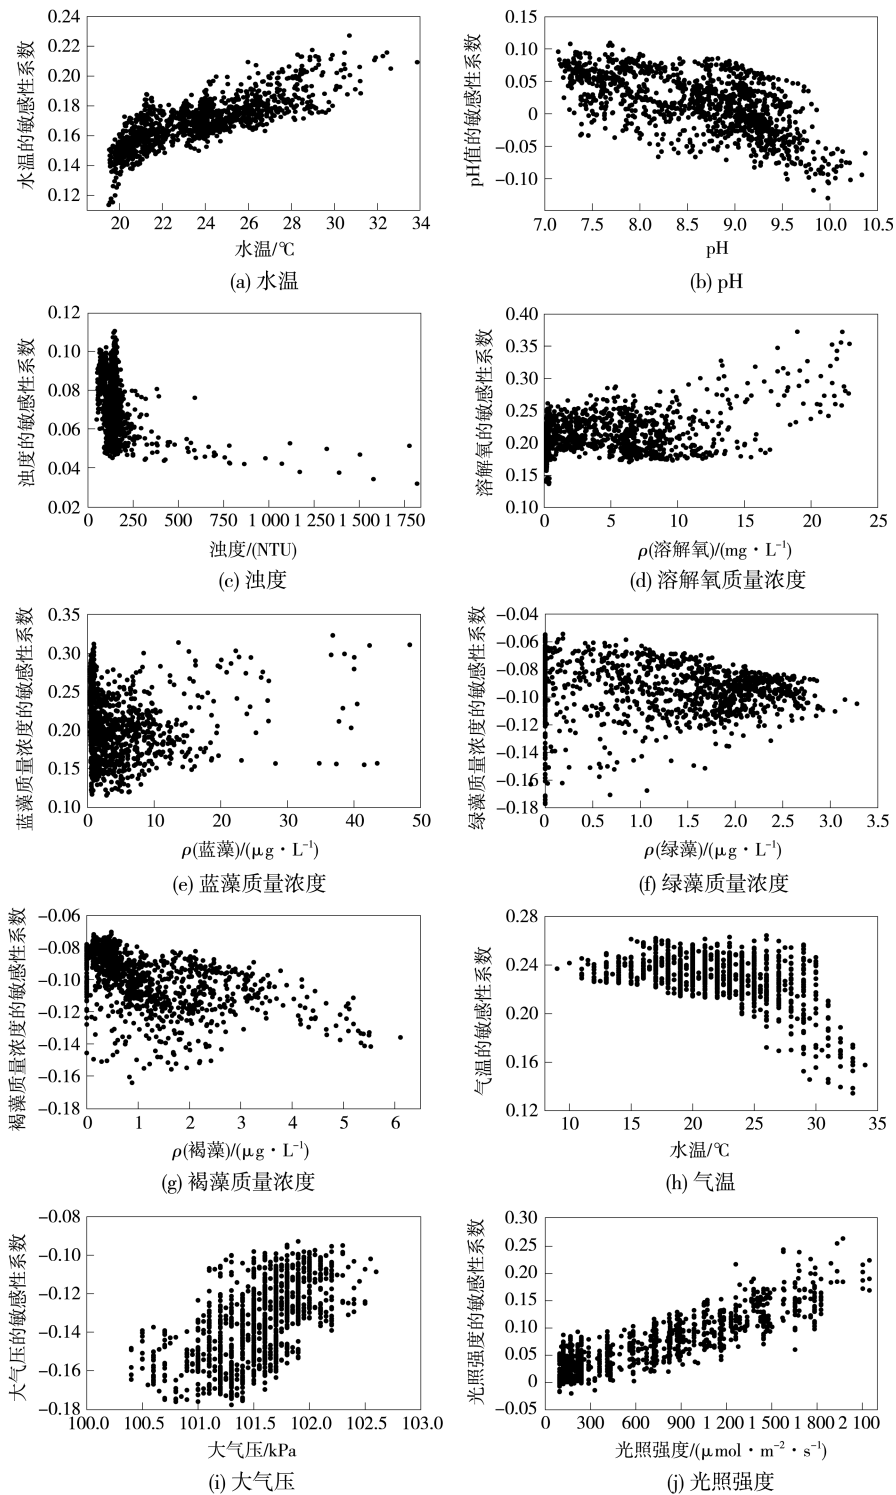 水温的敏感性系数
0.24
0.22
0.20
0.18
0.16
0.14
0.12
20 22 24 26 28 30 32 34
水温/℃
(a) 水温
pH值的敏感性系数
0.15
0.10
0.05
0
−0.05
−0.10
7.0 7.5 8.0 8.5 9.0 9.5 10.0 10.5
pH
(b) pH
浊度的敏感性系数
0.12
0.10
0.08
0.06
0.04
0.02
0 250 500 750 1 000 1 250 1 500 1 750
浊度/(NTU)
(c) 浊度
溶解氧的敏感性系数
0.40
0.35
0.30
0.25
0.20
0.15
0.10
0 5 10 15 20 25
ρ(溶解氧)/(mg·L⁻¹)
(d) 溶解氧质量浓度
蓝藻质量浓度的敏感性系数
0.35
0.30
0.25
0.20
0.15
0.10
0 10 20 30 40 50
ρ(蓝藻)/(μg·L⁻¹)
(e) 蓝藻质量浓度
绿藻质量浓度的敏感性系数
−0.04
−0.06
−0.08
−0.10
−0.12
−0.14
−0.16
−0.18
0 0.5 1.0 1.5 2.0 2.5 3.0 3.5
ρ(绿藻)/(μg·L⁻¹)
(f) 绿藻质量浓度
褐藻质量浓度的敏感性系数
−0.06
−0.08
−0.10
−0.12
−0.14
−0.16
−0.18
0 1 2 3 4 5 6
ρ(褐藻)/(μg·L⁻¹)
(g) 褐藻质量浓度
气温的敏感性系数
0.28
0.24
0.20
0.16
0.12
10 15 20 25 30 35
水温/℃
(h) 气温
大气压的敏感性系数
−0.08
−0.10
−0.12
−0.14
−0.16
−0.18
100.0 100.5 101.0 101.5 102.0 102.5 103.0
大气压/kPa
(i) 大气压
光照强度的敏感性系数
0.30
0.25
0.20
0.15
0.10
0.05
0
−0.05
0 300 600 900 1 200 1 500 1 800 2 100
光照强度/(μmol·m⁻²·s⁻¹)
(j) 光照强度